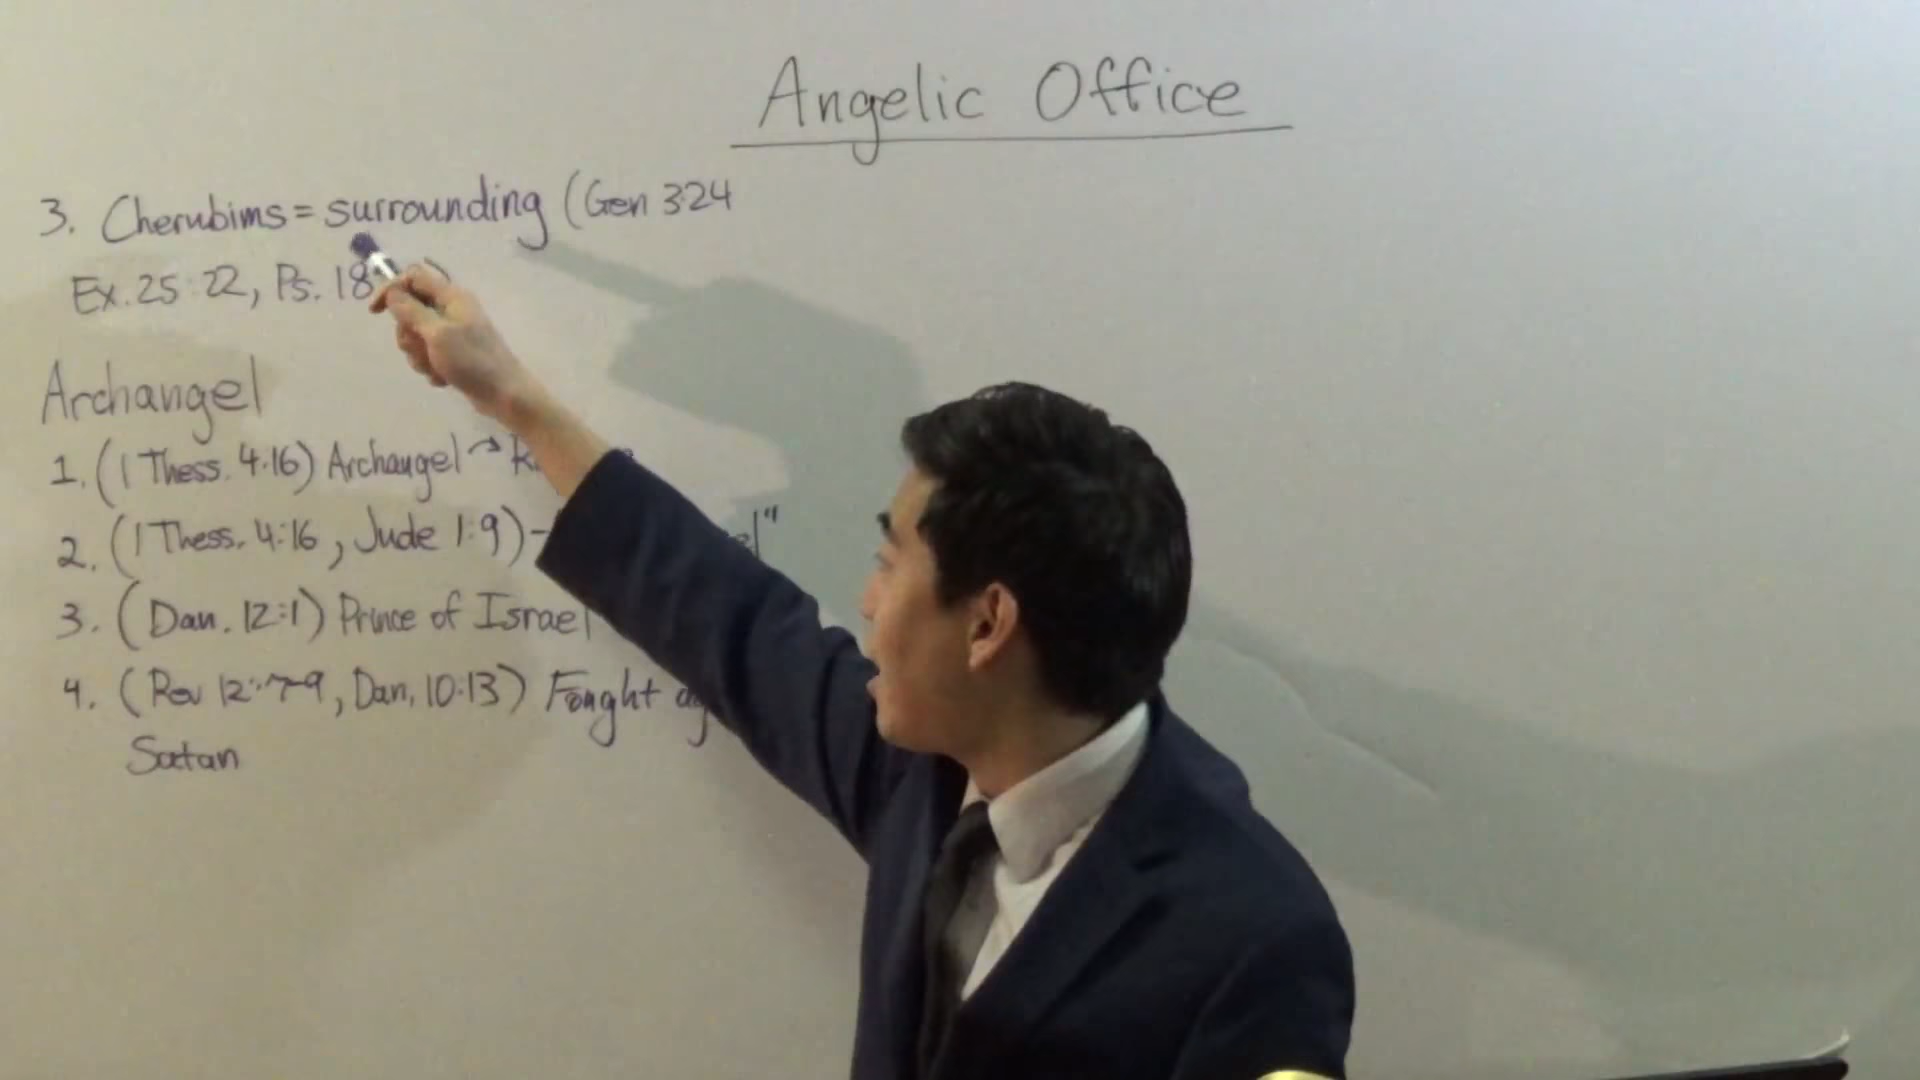 Angelic Office
3. Cherubims = surrounding (Gen 3:24
Ex. 25:22, Ps. 18
Archangel
1. (1 Thess. 4:16) Archangel →
2. (1 Thess. 4:16, Jude 1:9) -
3. (Dan. 12:1) Prince of Israel
4. (Rev 12:7-9, Dan. 10:13) Fought
Satan